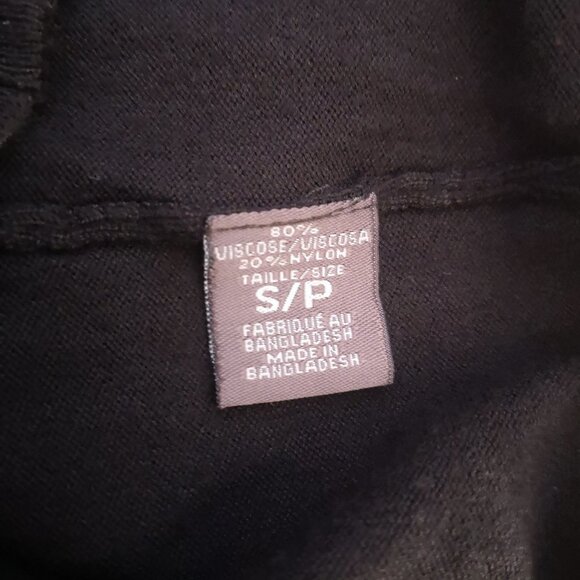 80%
VISCOSE/VISCOSA
20% NYLON
TAILLE/SIZE
S/P
FABRIQUÉ AU
BANGLADESH
MADE IN
BANGLADESH